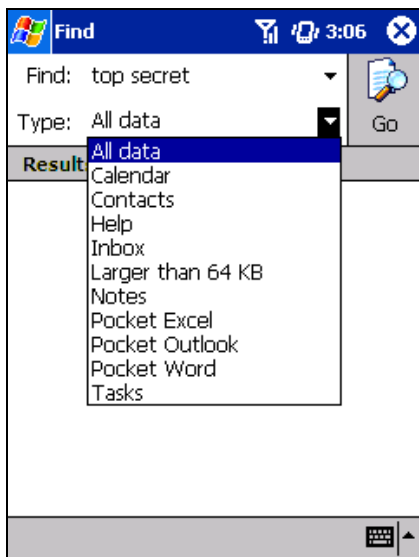 Find 3:06
Find: top secret
Type: All data Go
Result
All data
Calendar
Contacts
Help
Inbox
Larger than 64 KB
Notes
Pocket Excel
Pocket Outlook
Pocket Word
Tasks